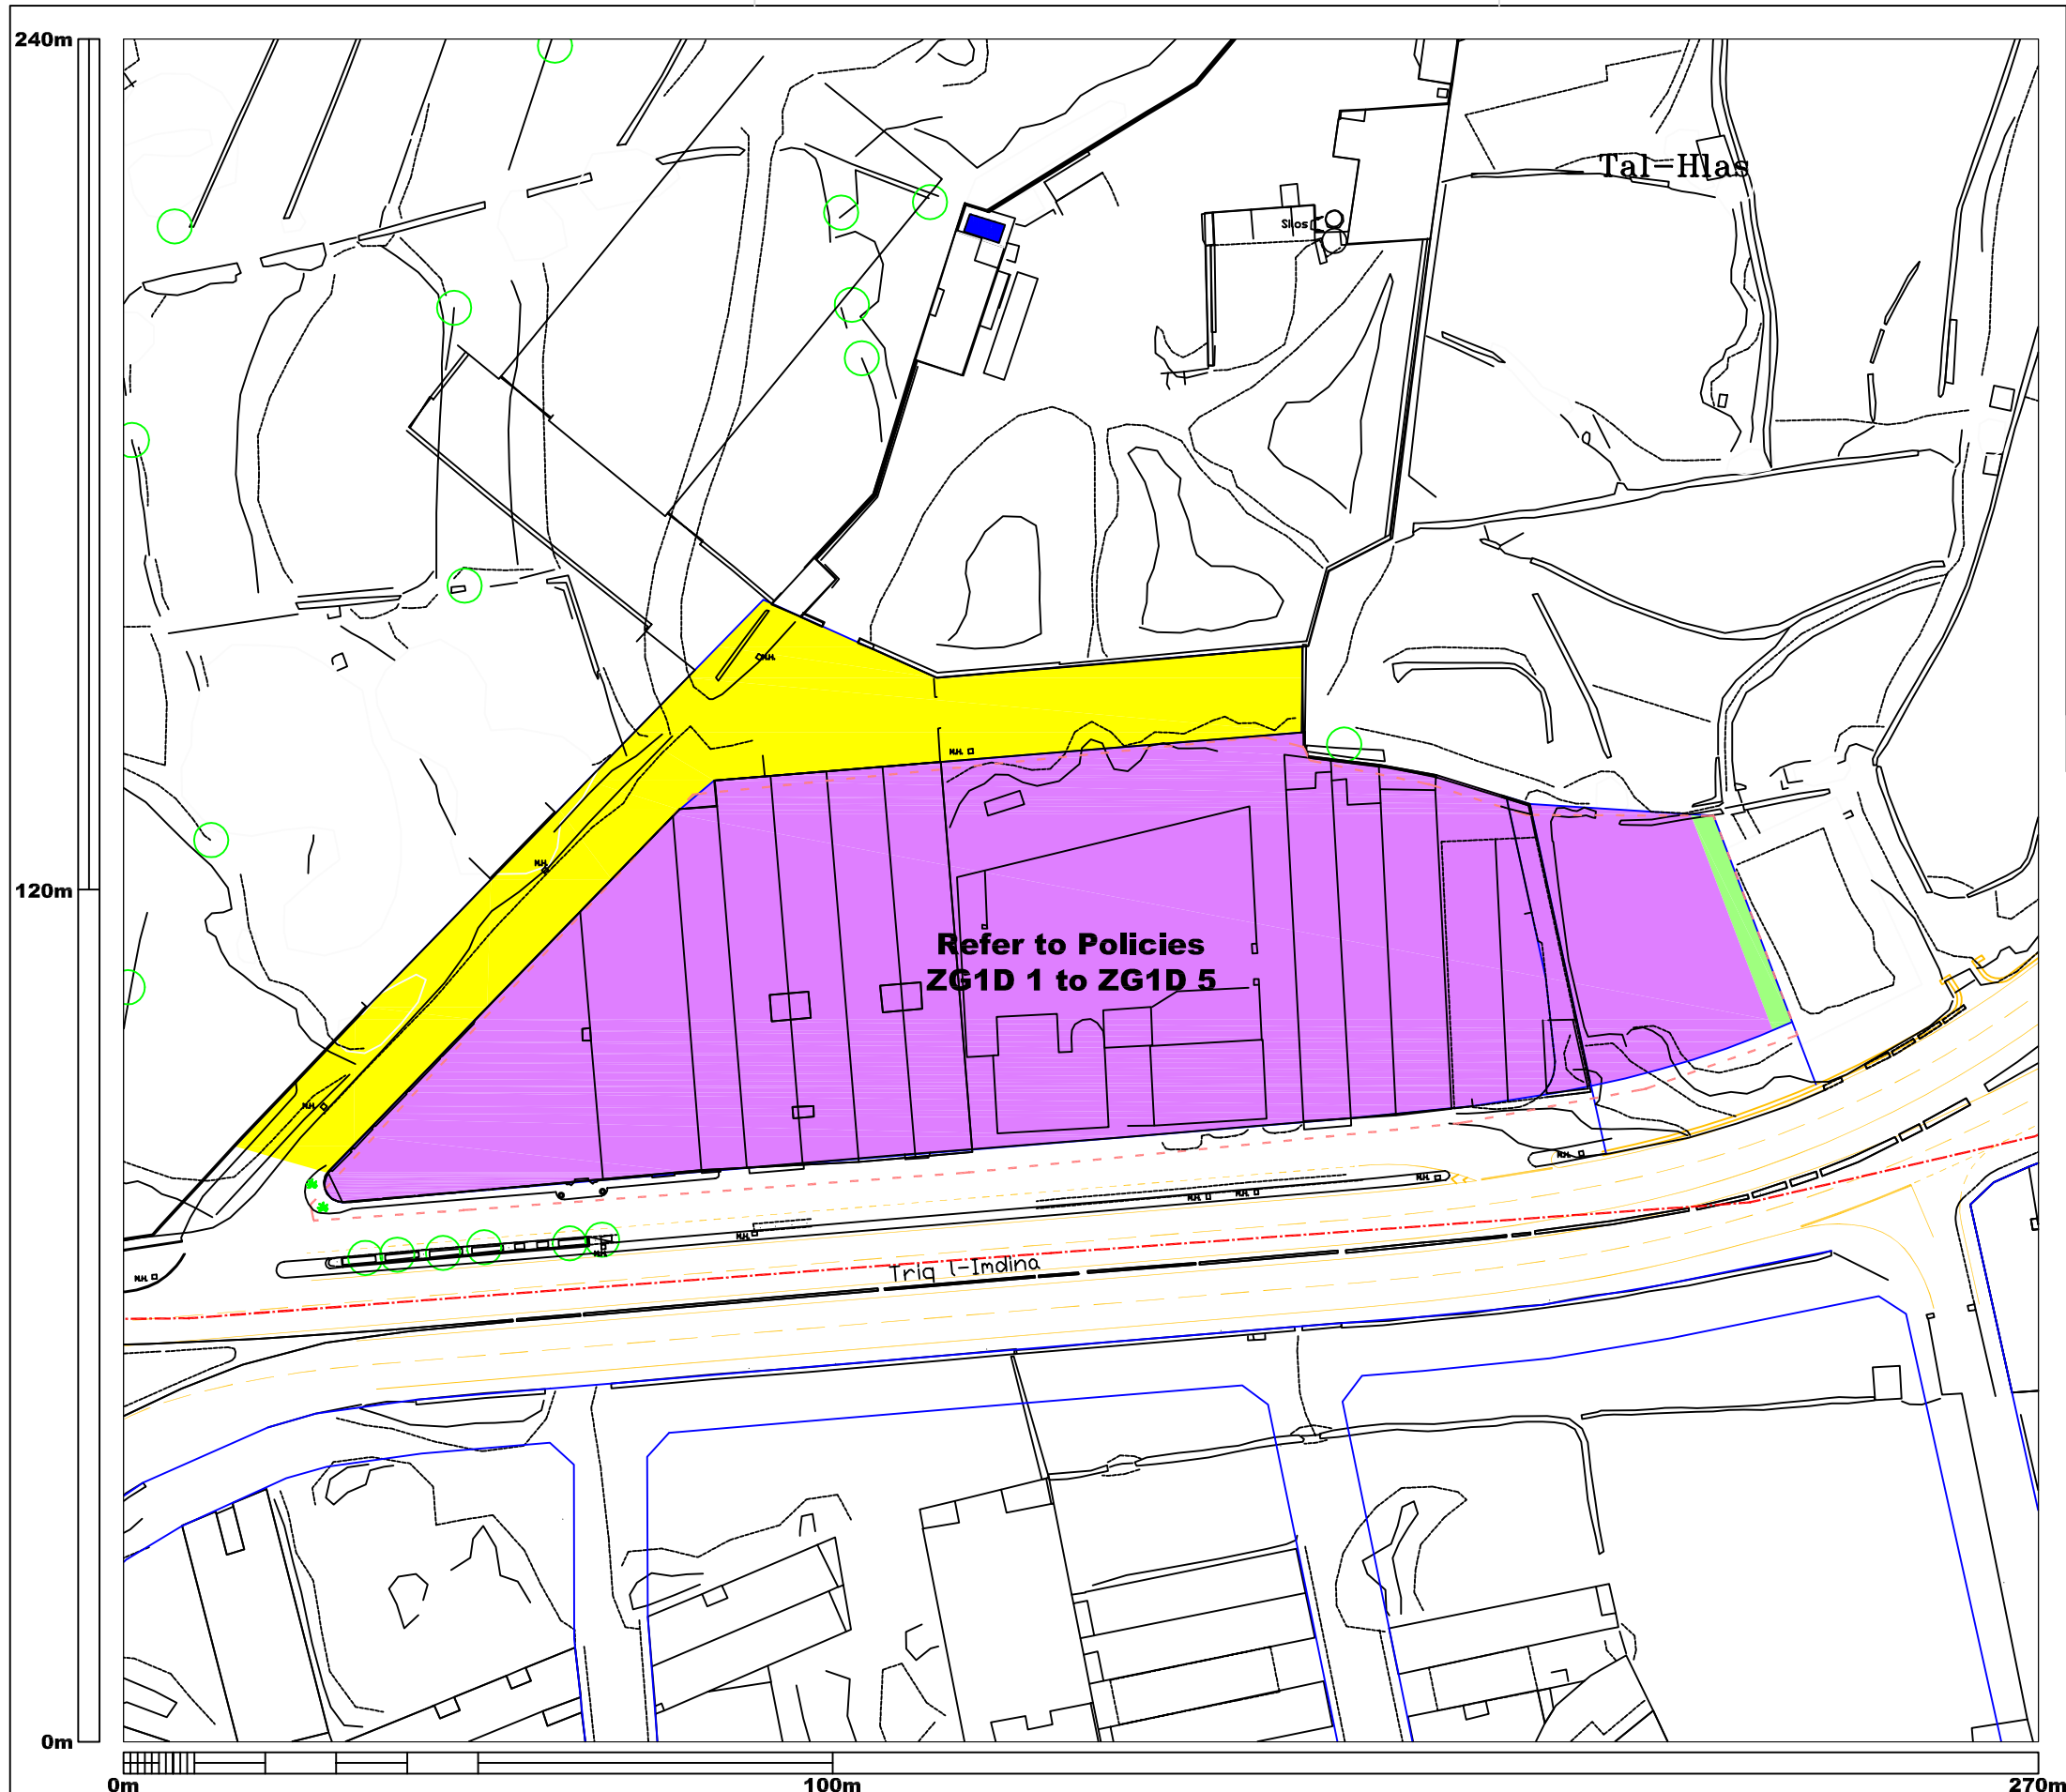 240m
Tal-Hlas
Silos
M.H.
M.H.
120m
M.H.
Refer to Policies
ZG1D 1 to ZG1D 5
M.H.
M.H.
M.H.
M.H.
M.H.
M.H.
M.H.
M.H.
Triq l-Imdina
0m
0m
100m
270m